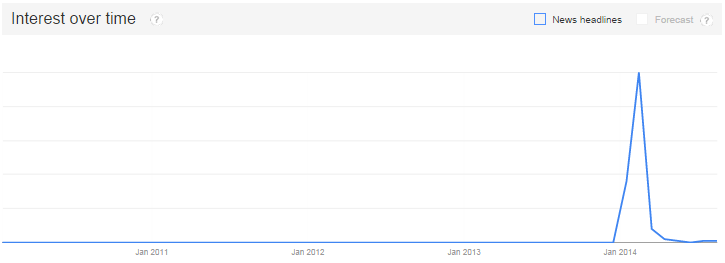 Interest over time ?
News headlines Forecast ?
Jan 2011 Jan 2012 Jan 2013 Jan 2014